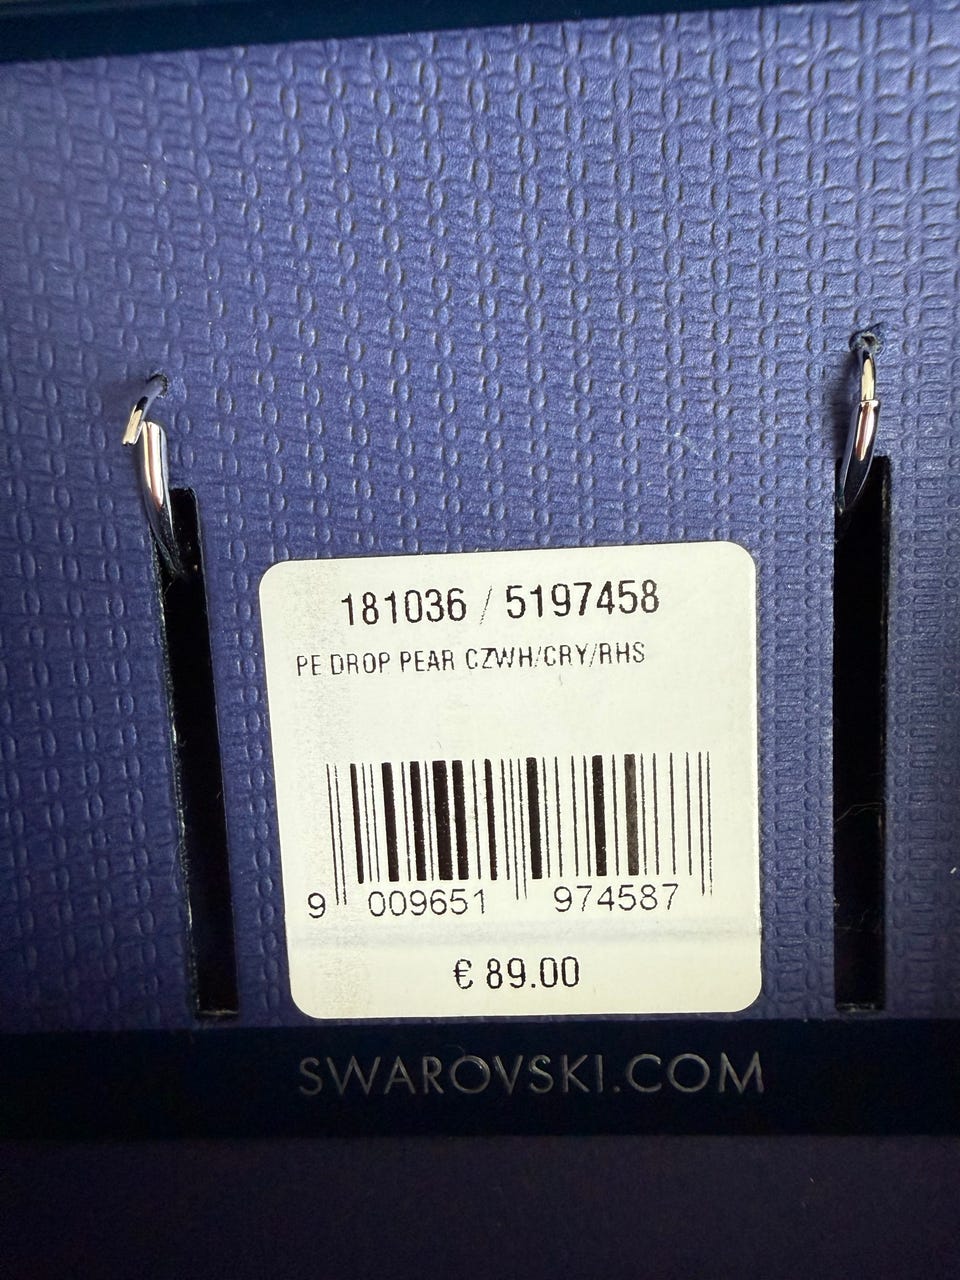 181036 / 5197458
PE DROP PEAR CZWH/CRY/RHS
9 009651 974587
€ 89.00
SWAROVSKI.COM